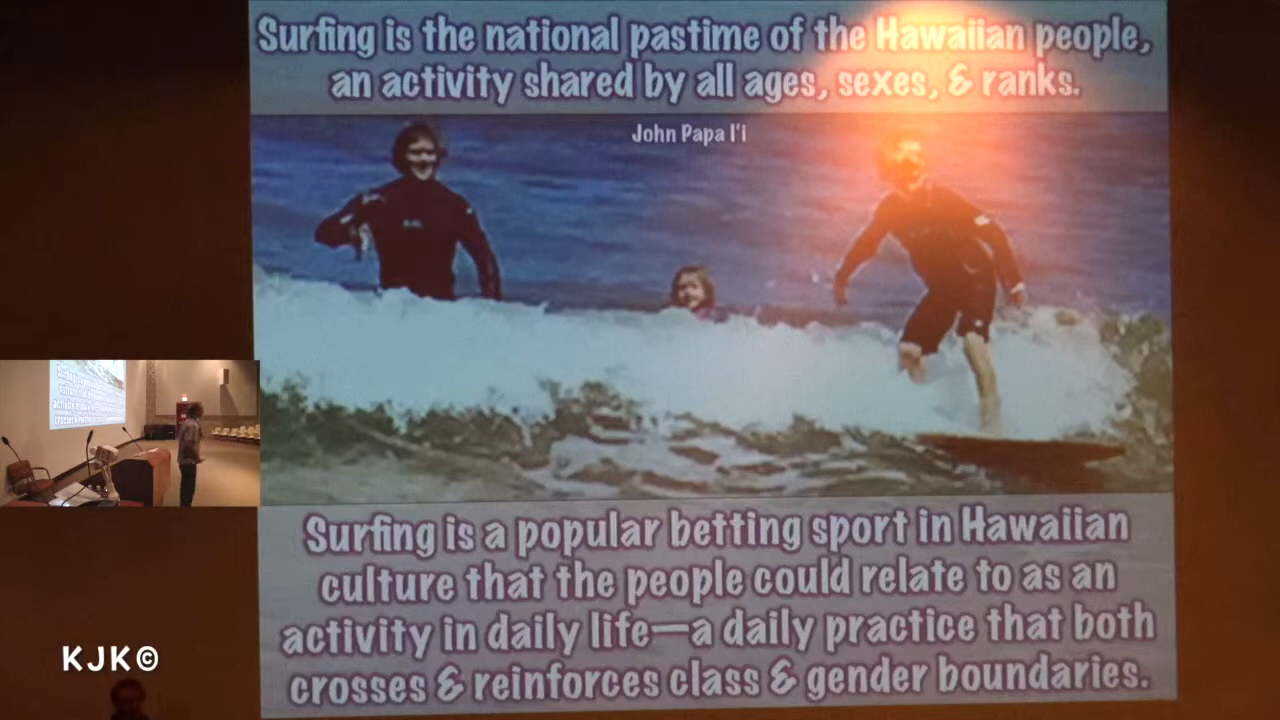 Surfing is the national pastime of the Hawaiian people,
an activity shared by all ages, sexes, & ranks.
John Papa I'i
Surfing is a popular betting sport in Hawaiian
culture that the people could relate to as an
activity in daily life—a daily practice that both
crosses & reinforces class & gender boundaries.
KJK©